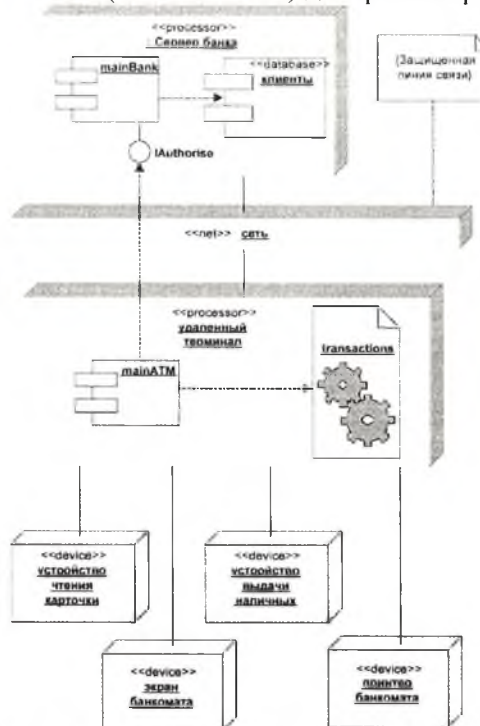 <<processor>>
: Сервер банка
mainBank
<<database>>
клиенты
(Защищенная
линия связи)
IAuthorise
<<net>> сеть
<<processor>>
удаленный
терминал
mainATM
transactions
<<device>>
устройство
чтения
карточки
<<device>>
устройство
выдачи
наличных
<<device>>
экран
банкомата
<<device>>
принтер
банкомата